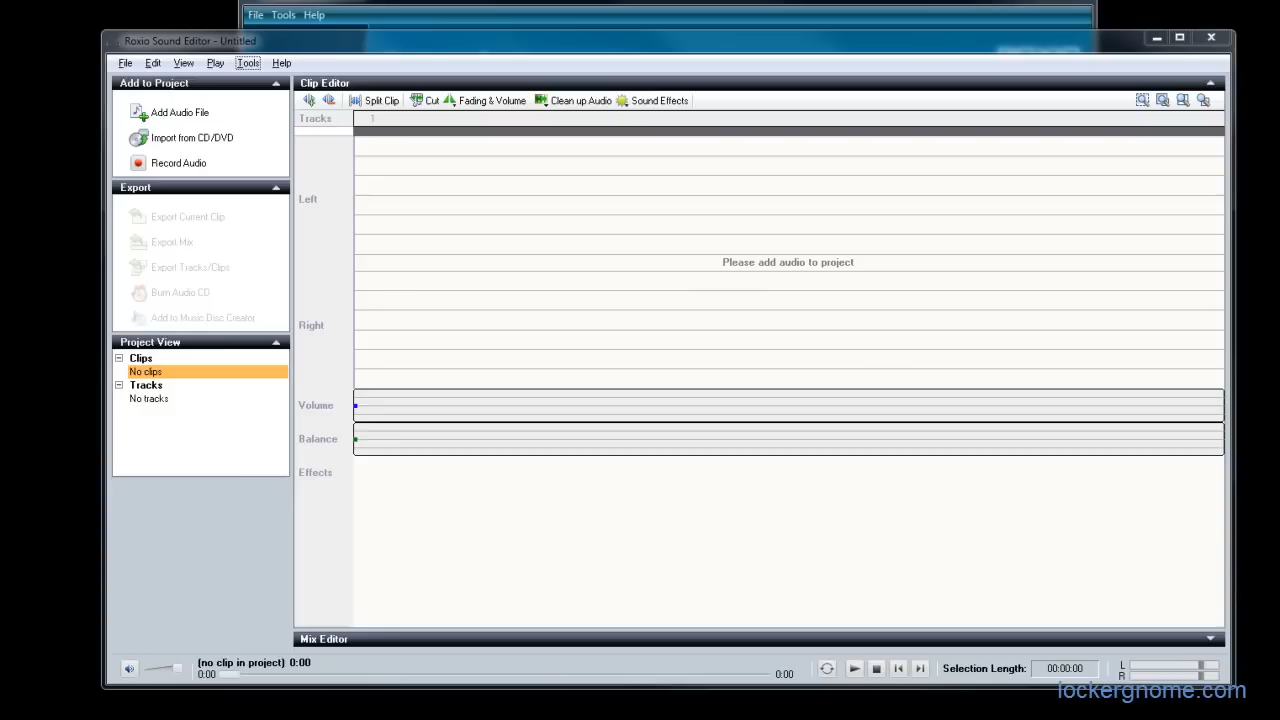 File Tools Help
Roxio Sound Editor - Untitled
File Edit View Play Tools Help
Add to Project
Add Audio File
Import from CD/DVD
Record Audio
Export
Export Current Clip
Export Mix
Export Tracks/Clips
Burn Audio CD
Add to Music Disc Creator
Project View
Clips
No clips
Tracks
No tracks
Clip Editor
Split Clip Cut Fading & Volume Clean up Audio Sound Effects
Tracks 1
Left
Please add audio to project
Right
Volume
Balance
Effects
Mix Editor
(no clip in project) 0:00
0:00 0:00
Selection Length: 00:00:00
L
R
lockergnome.com